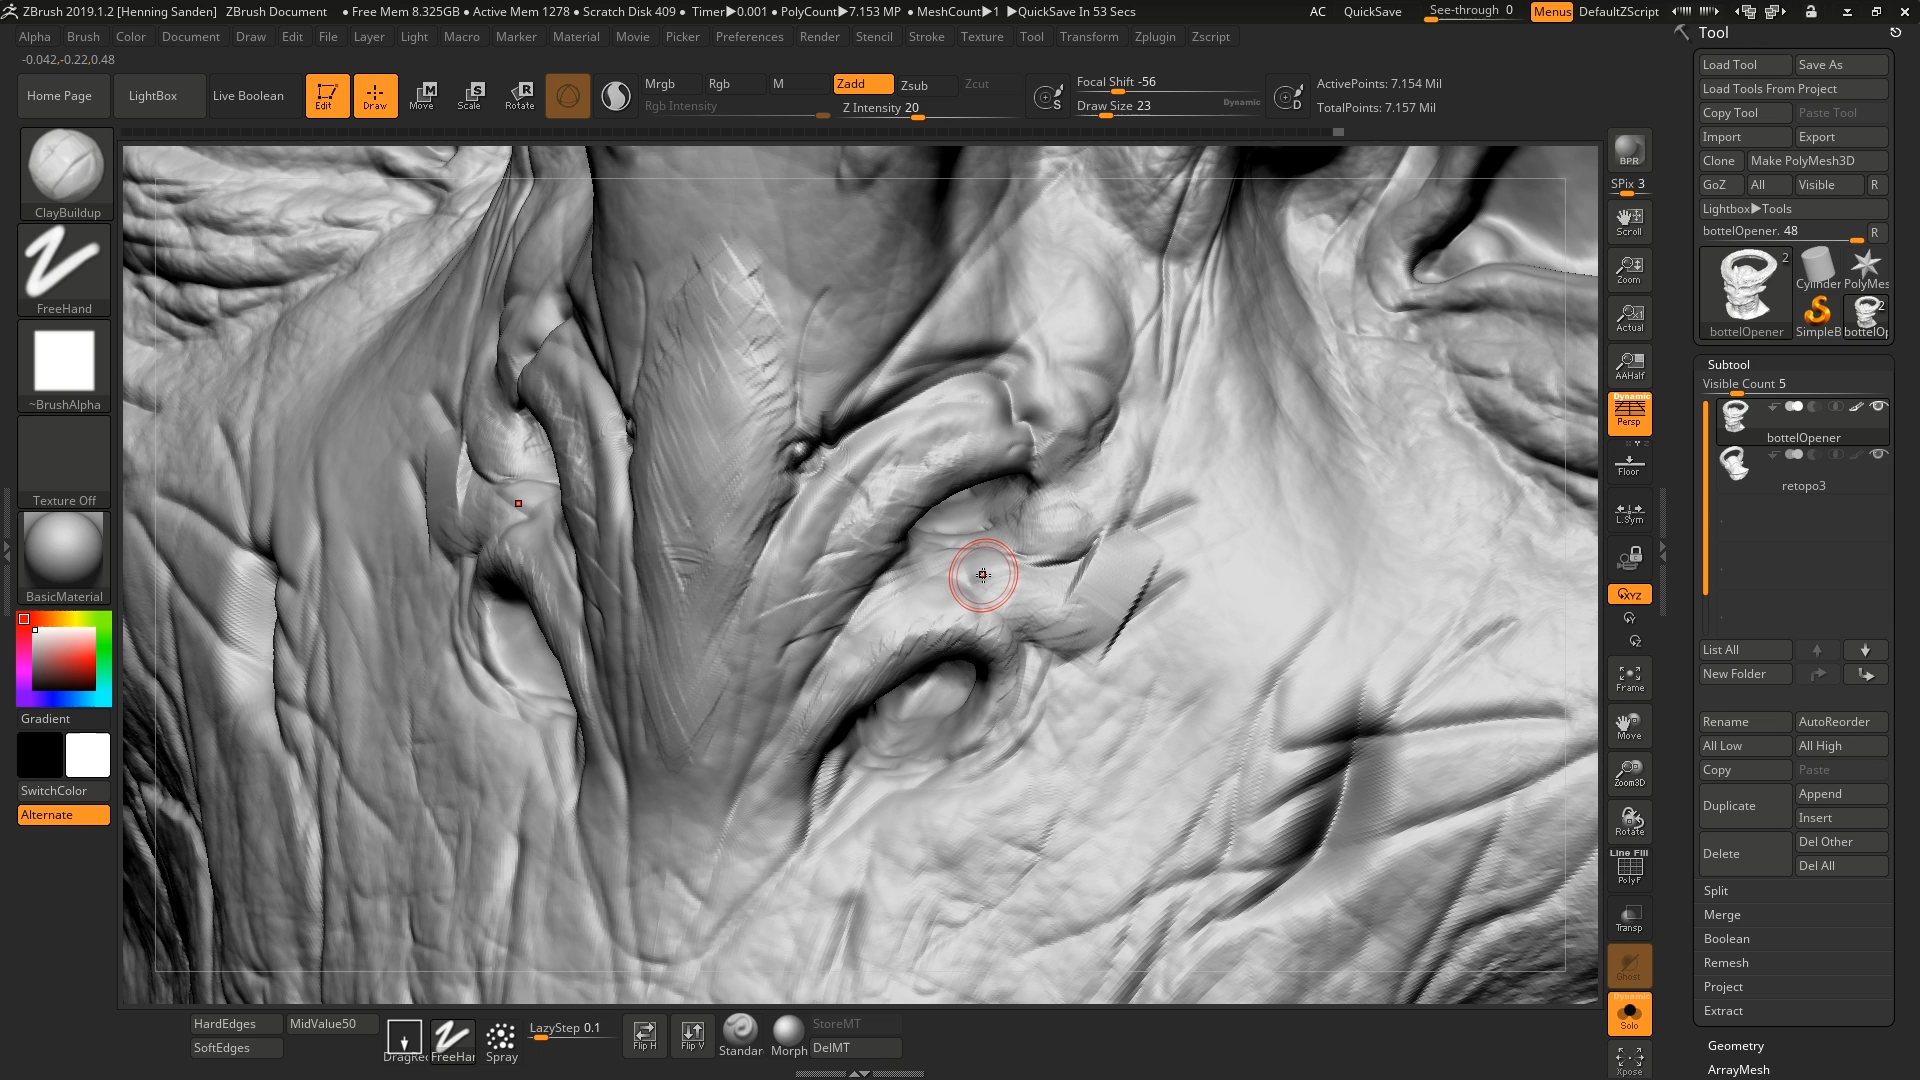 ZBrush 2019.1.2 [Henning Sanden] ZBrush Document • Free Mem 8.325GB • Active Mem 1278 • Scratch Disk 409 • Timer▶0.001 • PolyCount▶7.153 MP • MeshCount▶1 ▶QuickSave In 53 Secs AC QuickSave See-through 0 Menus DefaultZScript
Alpha Brush Color Document Draw Edit File Layer Light Macro Marker Material Movie Picker Preferences Render Stencil Stroke Texture Tool Transform Zplugin Zscript
-0.042,-0.22,0.48
Home Page LightBox Live Boolean Edit Draw Move Scale Rotate
Mrgb Rgb M Zadd Zsub Zcut
Rgb Intensity Z Intensity 20
S Focal Shift -56
Draw Size 23 Dynamic
D ActivePoints: 7.154 Mil
TotalPoints: 7.157 Mil
ClayBuildup
FreeHand
~BrushAlpha
Texture Off
BasicMaterial
Gradient
SwitchColor
Alternate
BPR
SPix 3
Scroll
Zoom
Actual
AAHalf
Dynamic
Persp
Floor
L.Sym
XYZ
Y
Z
Frame
Move
Zoom3D
Rotate
Line Fill
PolyF
Transp
Ghost
Dynamic
Solo
Xpose
Tool
Load Tool Save As
Load Tools From Project
Copy Tool Paste Tool
Import Export
Clone Make PolyMesh3D
GoZ All Visible R
Lightbox▶Tools
bottelOpener. 48 R
2
Cylinder PolyMes
2
bottelOpener SimpleB bottelOp
Subtool
Visible Count 5
bottelOpener
retopo3
List All
New Folder
Rename AutoReorder
All Low All High
Copy Paste
Duplicate Append
Insert
Delete Del Other
Del All
Split
Merge
Boolean
Remesh
Project
Extract
Geometry
ArrayMesh
HardEdges MidValue50
SoftEdges
DragRec FreeHar Spray
LazyStep 0.1
Flip H Flip V Standar Morph
StoreMT
DelMT